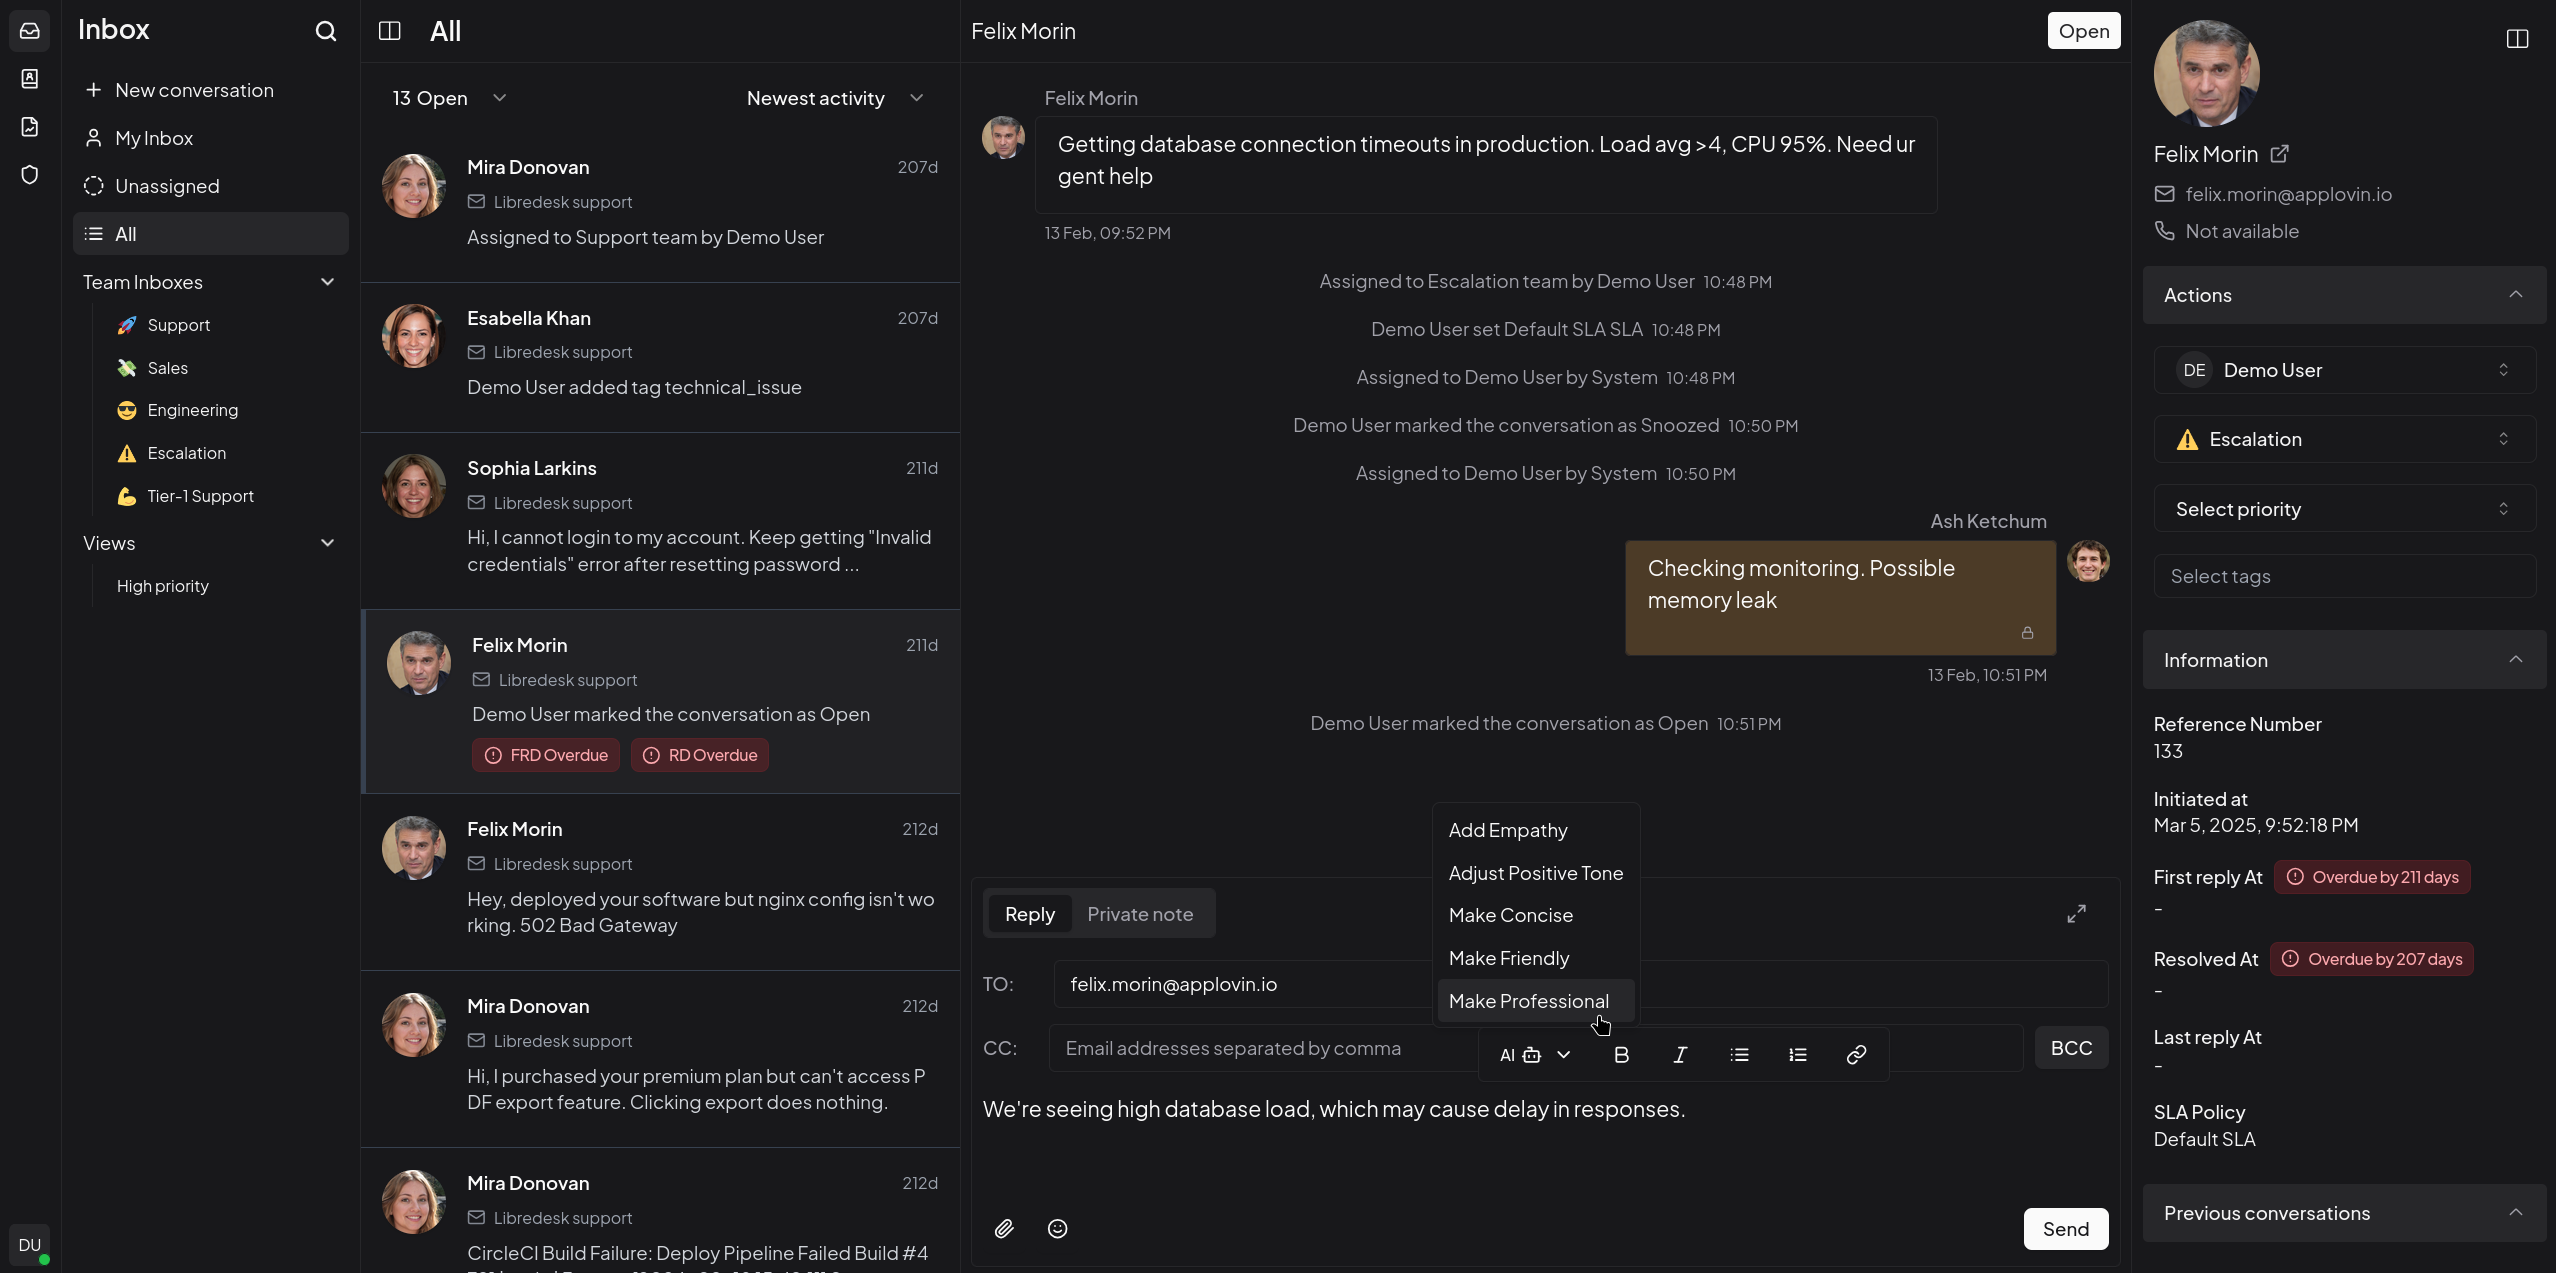 Inbox
New conversation
My Inbox
Unassigned
All
Team Inboxes
Support
Sales
Engineering
Escalation
Tier-1 Support
Views
High priority
DU
All
13 Open
Newest activity
Mira Donovan 207d
Libredesk support
Assigned to Support team by Demo User
Esabella Khan 207d
Libredesk support
Demo User added tag technical_issue
Sophia Larkins 211d
Libredesk support
Hi, I cannot login to my account. Keep getting "Invalid
credentials" error after resetting password ...
Felix Morin 211d
Libredesk support
Demo User marked the conversation as Open
FRD Overdue RD Overdue
Felix Morin 212d
Libredesk support
Hey, deployed your software but nginx config isn't wo
rking. 502 Bad Gateway
Mira Donovan 212d
Libredesk support
Hi, I purchased your premium plan but can't access P
DF export feature. Clicking export does nothing.
Mira Donovan 212d
Libredesk support
CircleCI Build Failure: Deploy Pipeline Failed Build #4
Felix Morin
Open
Felix Morin
Getting database connection timeouts in production. Load avg >4, CPU 95%. Need ur
gent help
13 Feb, 09:52 PM
Assigned to Escalation team by Demo User 10:48 PM
Demo User set Default SLA SLA 10:48 PM
Assigned to Demo User by System 10:48 PM
Demo User marked the conversation as Snoozed 10:50 PM
Assigned to Demo User by System 10:50 PM
Ash Ketchum
Checking monitoring. Possible
memory leak
13 Feb, 10:51 PM
Demo User marked the conversation as Open 10:51 PM
Add Empathy
Adjust Positive Tone
Make Concise
Make Friendly
Make Professional
Reply Private note
TO: felix.morin@applovin.io
CC: Email addresses separated by comma
BCC
AI
We're seeing high database load, which may cause delay in responses.
Send
Felix Morin
felix.morin@applovin.io
Not available
Actions
DE Demo User
Escalation
Select priority
Select tags
Information
Reference Number
133
Initiated at
Mar 5, 2025, 9:52:18 PM
First reply At Overdue by 211 days
-
Resolved At Overdue by 207 days
-
Last reply At
-
SLA Policy
Default SLA
Previous conversations